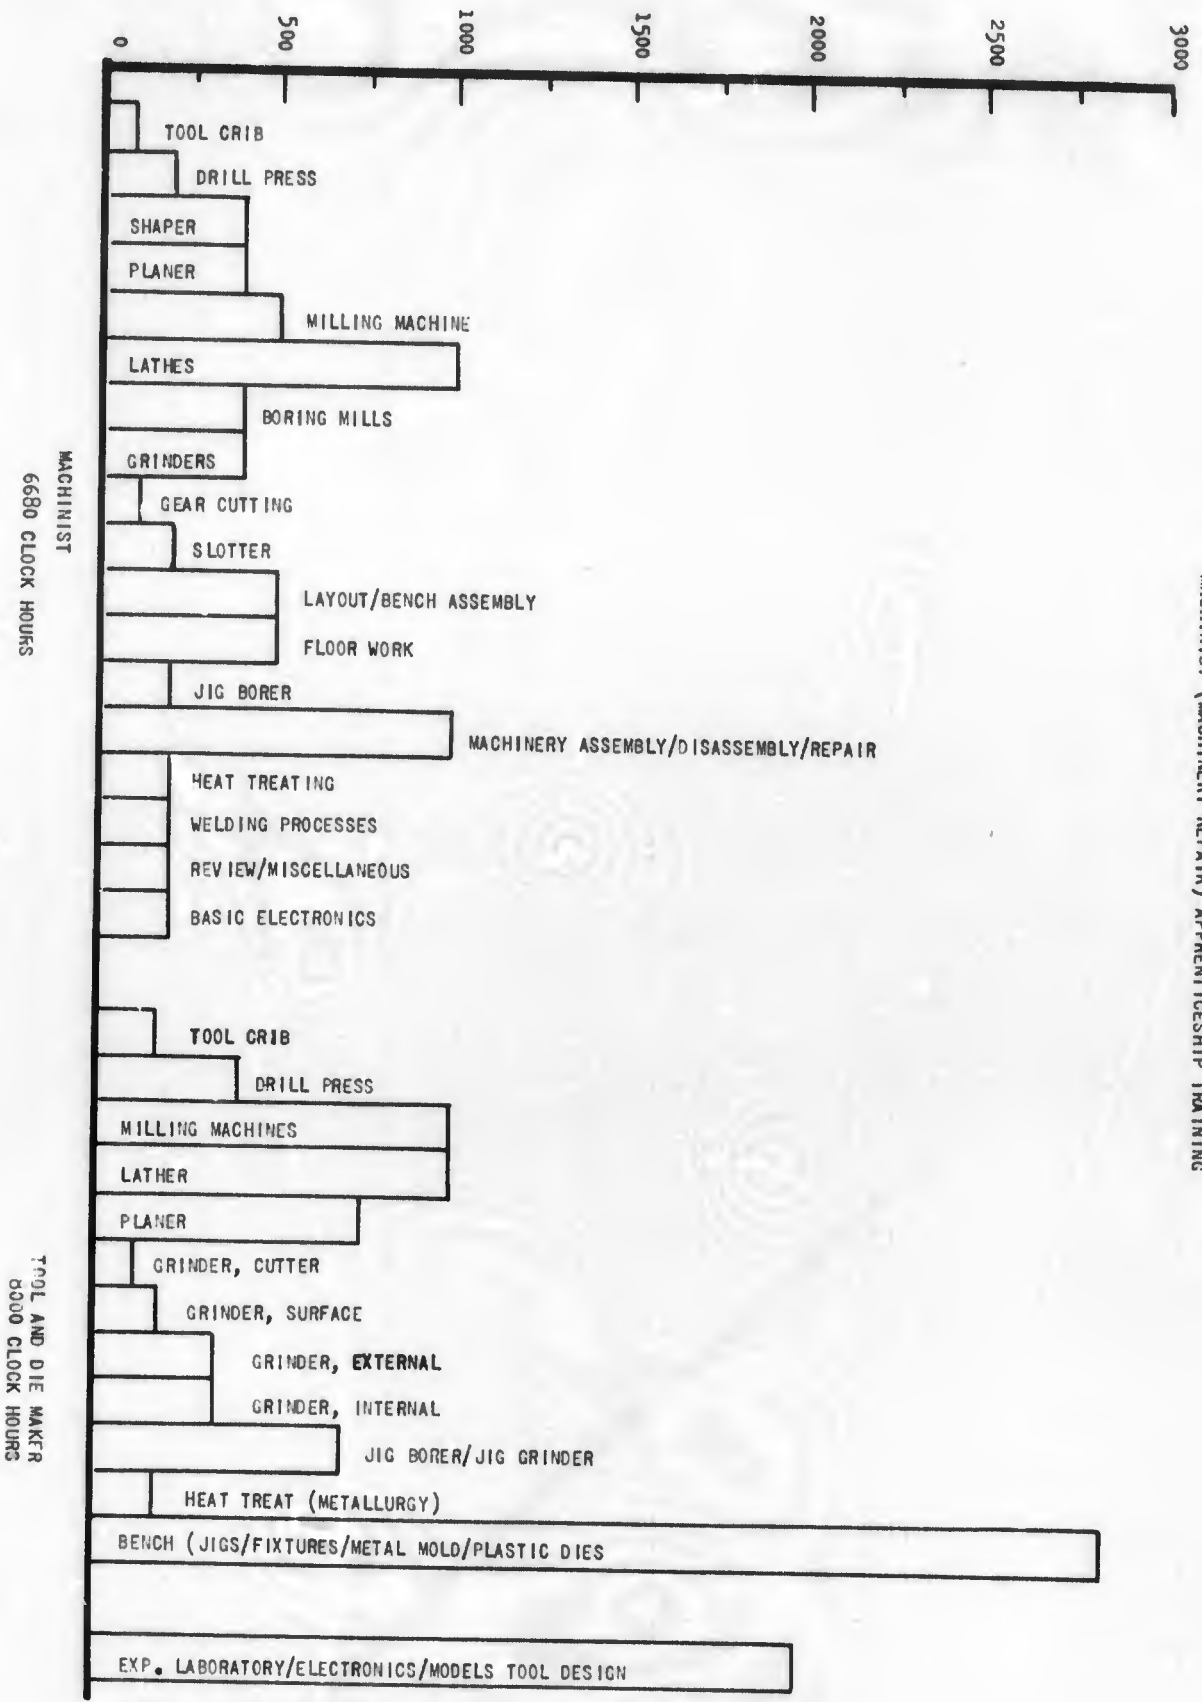 0
500
1000
1500
2000
2500
3000
TOOL CRIB
DRILL PRESS
SHAPER
PLANER
MILLING MACHINE
LATHES
BORING MILLS
GRINDERS
GEAR CUTTING
SLOTTER
LAYOUT/BENCH ASSEMBLY
FLOOR WORK
JIG BORER
MACHINERY ASSEMBLY/DISASSEMBLY/REPAIR
HEAT TREATING
WELDING PROCESSES
REVIEW/MISCELLANEOUS
BASIC ELECTRONICS
MACHINIST
6680 CLOCK HOURS
TOOL CRIB
DRILL PRESS
MILLING MACHINES
LATHER
PLANER
GRINDER, CUTTER
GRINDER, SURFACE
GRINDER, EXTERNAL
GRINDER, INTERNAL
JIG BORER/JIG GRINDER
HEAT TREAT (METALLURGY)
BENCH (JIGS/FIXTURES/METAL MOLD/PLASTIC DIES
EXP. LABORATORY/ELECTRONICS/MODELS TOOL DESIGN
TOOL AND DIE MAKER
8000 CLOCK HOURS
APPRENTICESHIP TRAINING